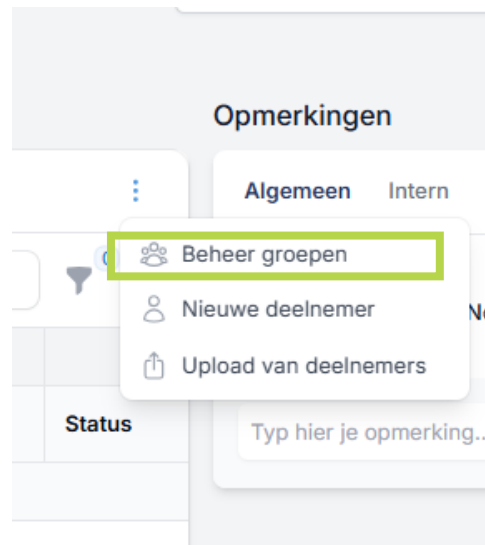 Opmerkingen
Algemeen Intern
Beheer groepen
Nieuwe deelnemer
Upload van deelnemers
Status
Typ hier je opmerking..